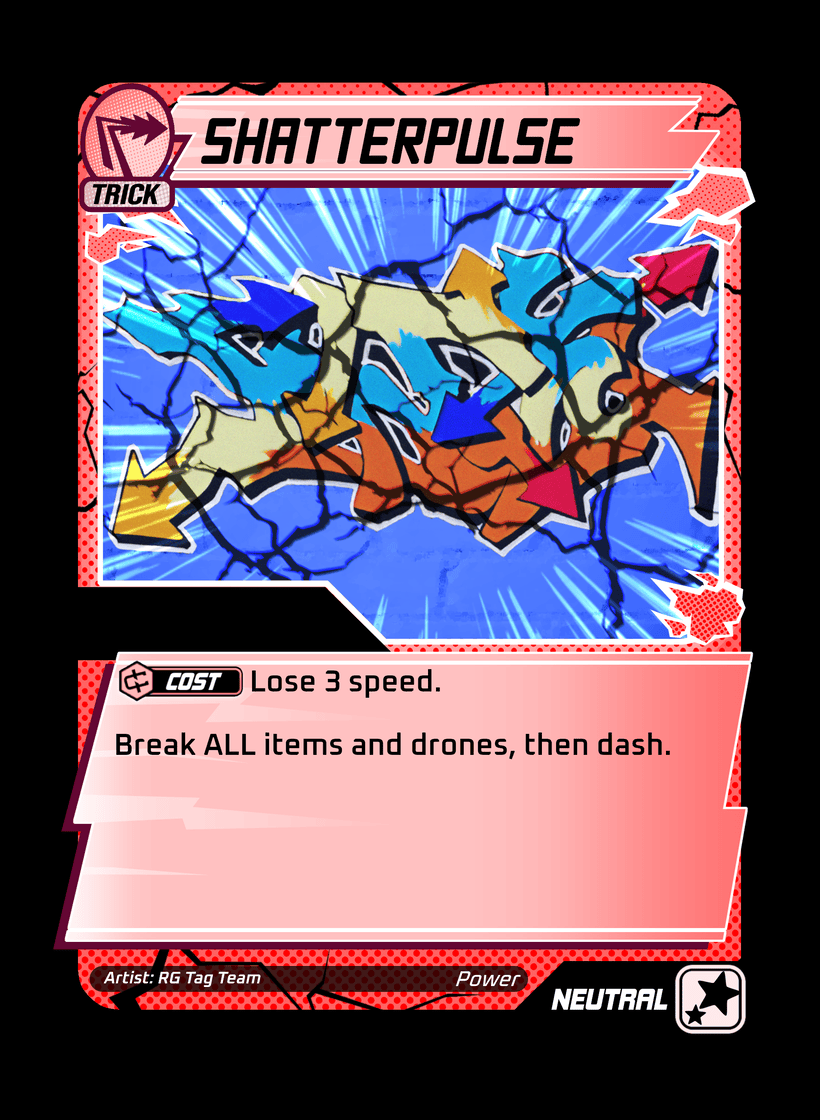 SHATTERPULSE
TRICK
COST Lose 3 speed.
Break ALL items and drones, then dash.
Artist: RG Tag Team
Power
NEUTRAL